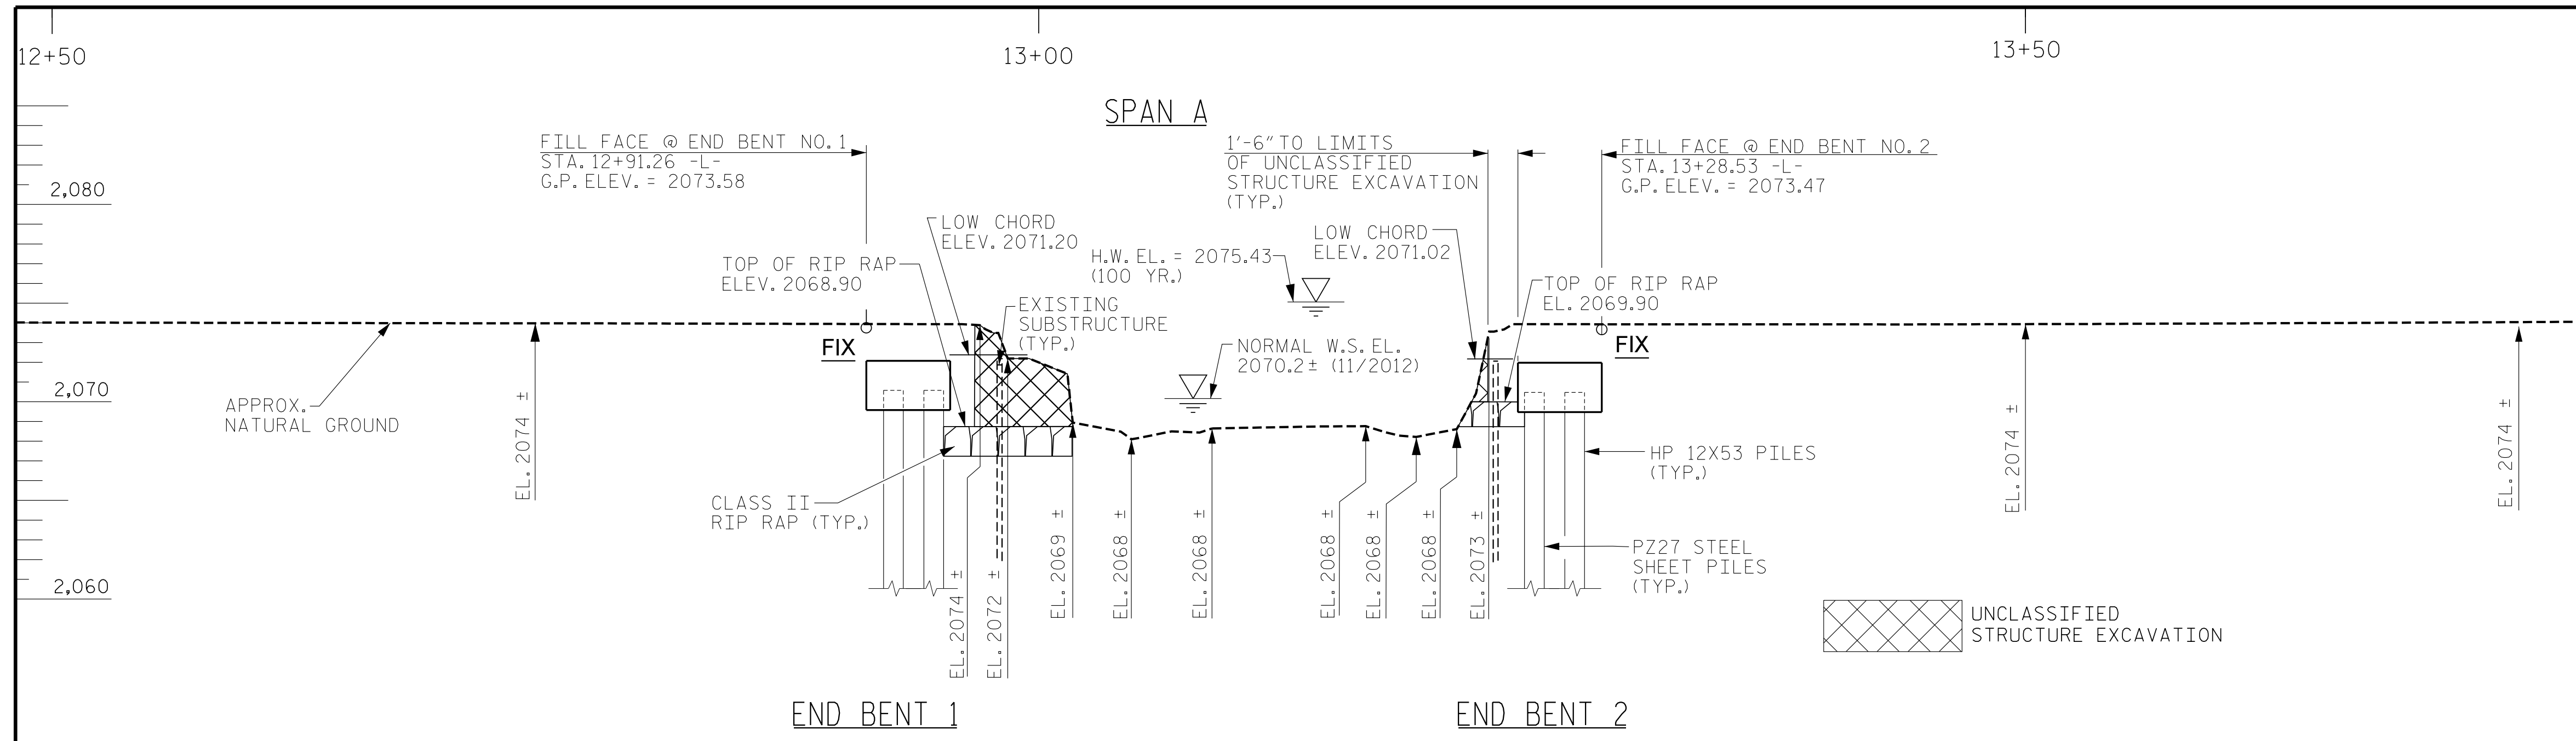 12+50
13+00
13+50
SPAN A
FILL FACE @ END BENT NO. 1
STA. 12+91.26 -L-
G.P. ELEV. = 2073.58
1'-6" TO LIMITS
OF UNCLASSIFIED
STRUCTURE EXCAVATION
(TYP.)
FILL FACE @ END BENT NO. 2
STA. 13+28.53 -L-
G.P. ELEV. = 2073.47
2,080
LOW CHORD
ELEV. 2071.20
LOW CHORD
ELEV. 2071.02
H.W. EL. = 2075.43
(100 YR.)
TOP OF RIP RAP
ELEV. 2068.90
TOP OF RIP RAP
EL. 2069.90
EXISTING
SUBSTRUCTURE
(TYP.)
FIX
FIX
NORMAL W.S. EL.
2070.2± (11/2012)
2,070
APPROX.
NATURAL GROUND
EL. 2074 ±
EL. 2074 ±
EL. 2074 ±
HP 12X53 PILES
(TYP.)
CLASS II
RIP RAP (TYP.)
EL. 2074 ±
EL. 2072 ±
EL. 2069 ±
EL. 2068 ±
EL. 2068 ±
EL. 2068 ±
EL. 2068 ±
EL. 2068 ±
EL. 2073 ±
PZ27 STEEL
SHEET PILES
(TYP.)
2,060
UNCLASSIFIED
STRUCTURE EXCAVATION
END BENT 1
END BENT 2